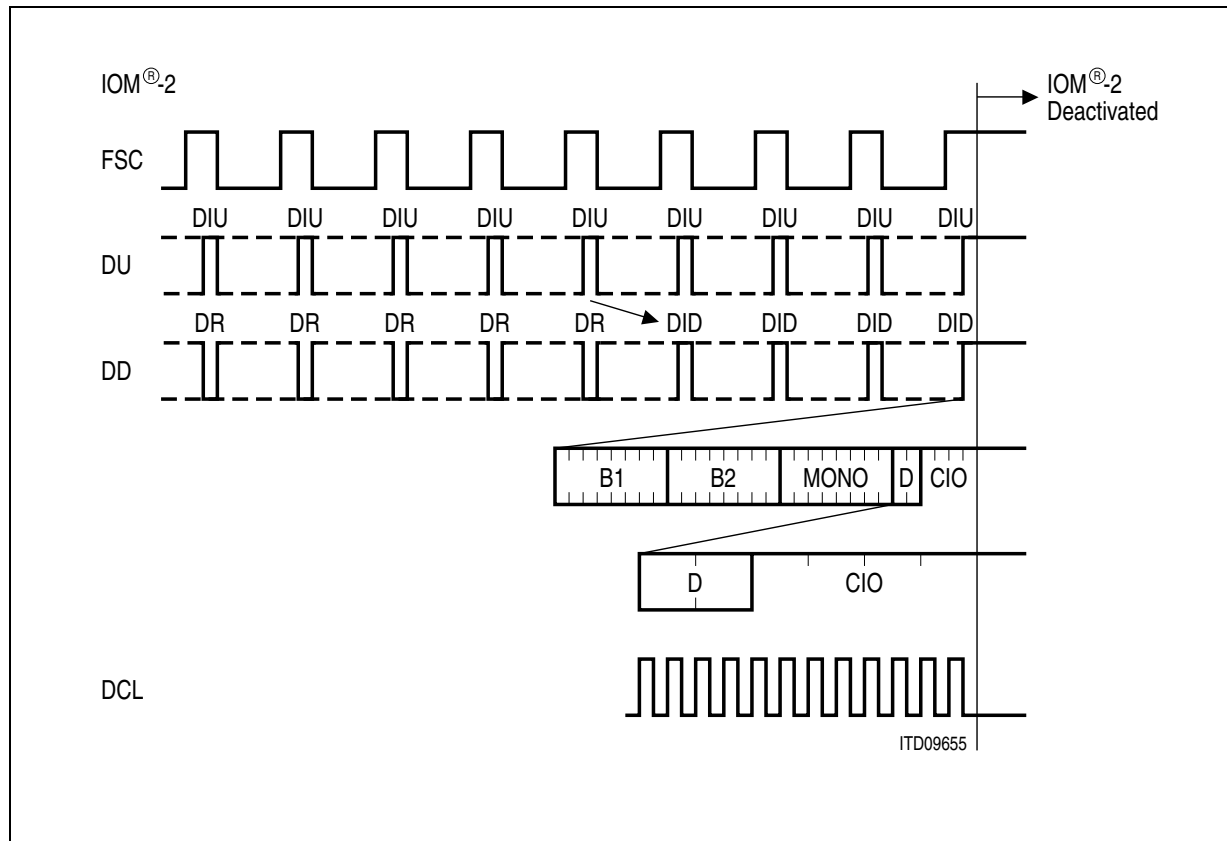 IOM®-2
IOM®-2
Deactivated
FSC
DIU DIU DIU DIU DIU DIU DIU DIU DIU
DU
DR DR DR DR DR DID DID DID DID
DD
B1 B2 MONO D CIO
D CIO
DCL
ITD09655